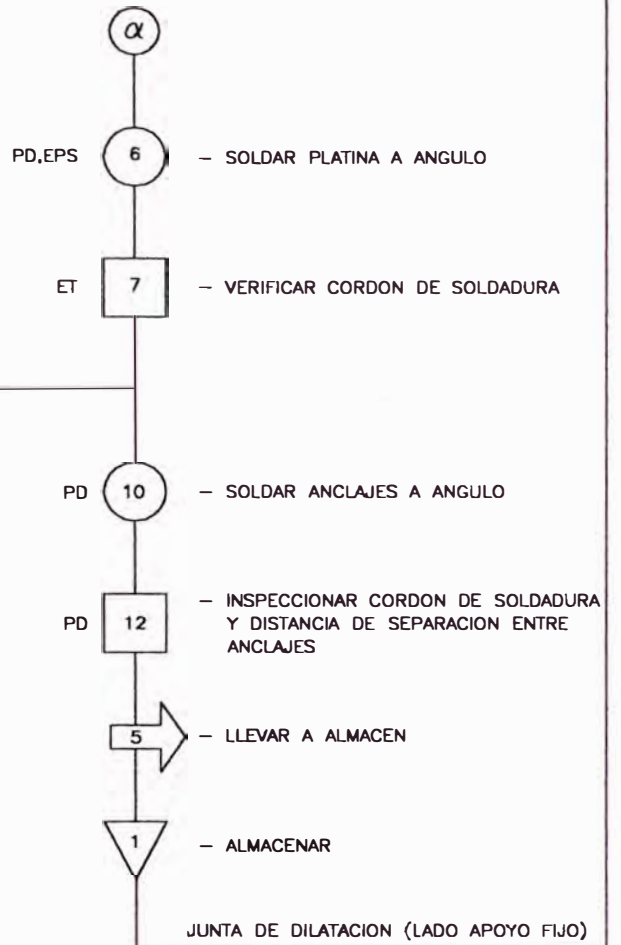 α
PD,EPS 6 – SOLDAR PLATINA A ANGULO
ET 7 – VERIFICAR CORDON DE SOLDADURA
PD 10 – SOLDAR ANCLAJES A ANGULO
– INSPECCIONAR CORDON DE SOLDADURA
PD 12 Y DISTANCIA DE SEPARACION ENTRE
ANCLAJES
5 – LLEVAR A ALMACEN
1 – ALMACENAR
JUNTA DE DILATACION (LADO APOYO FIJO)